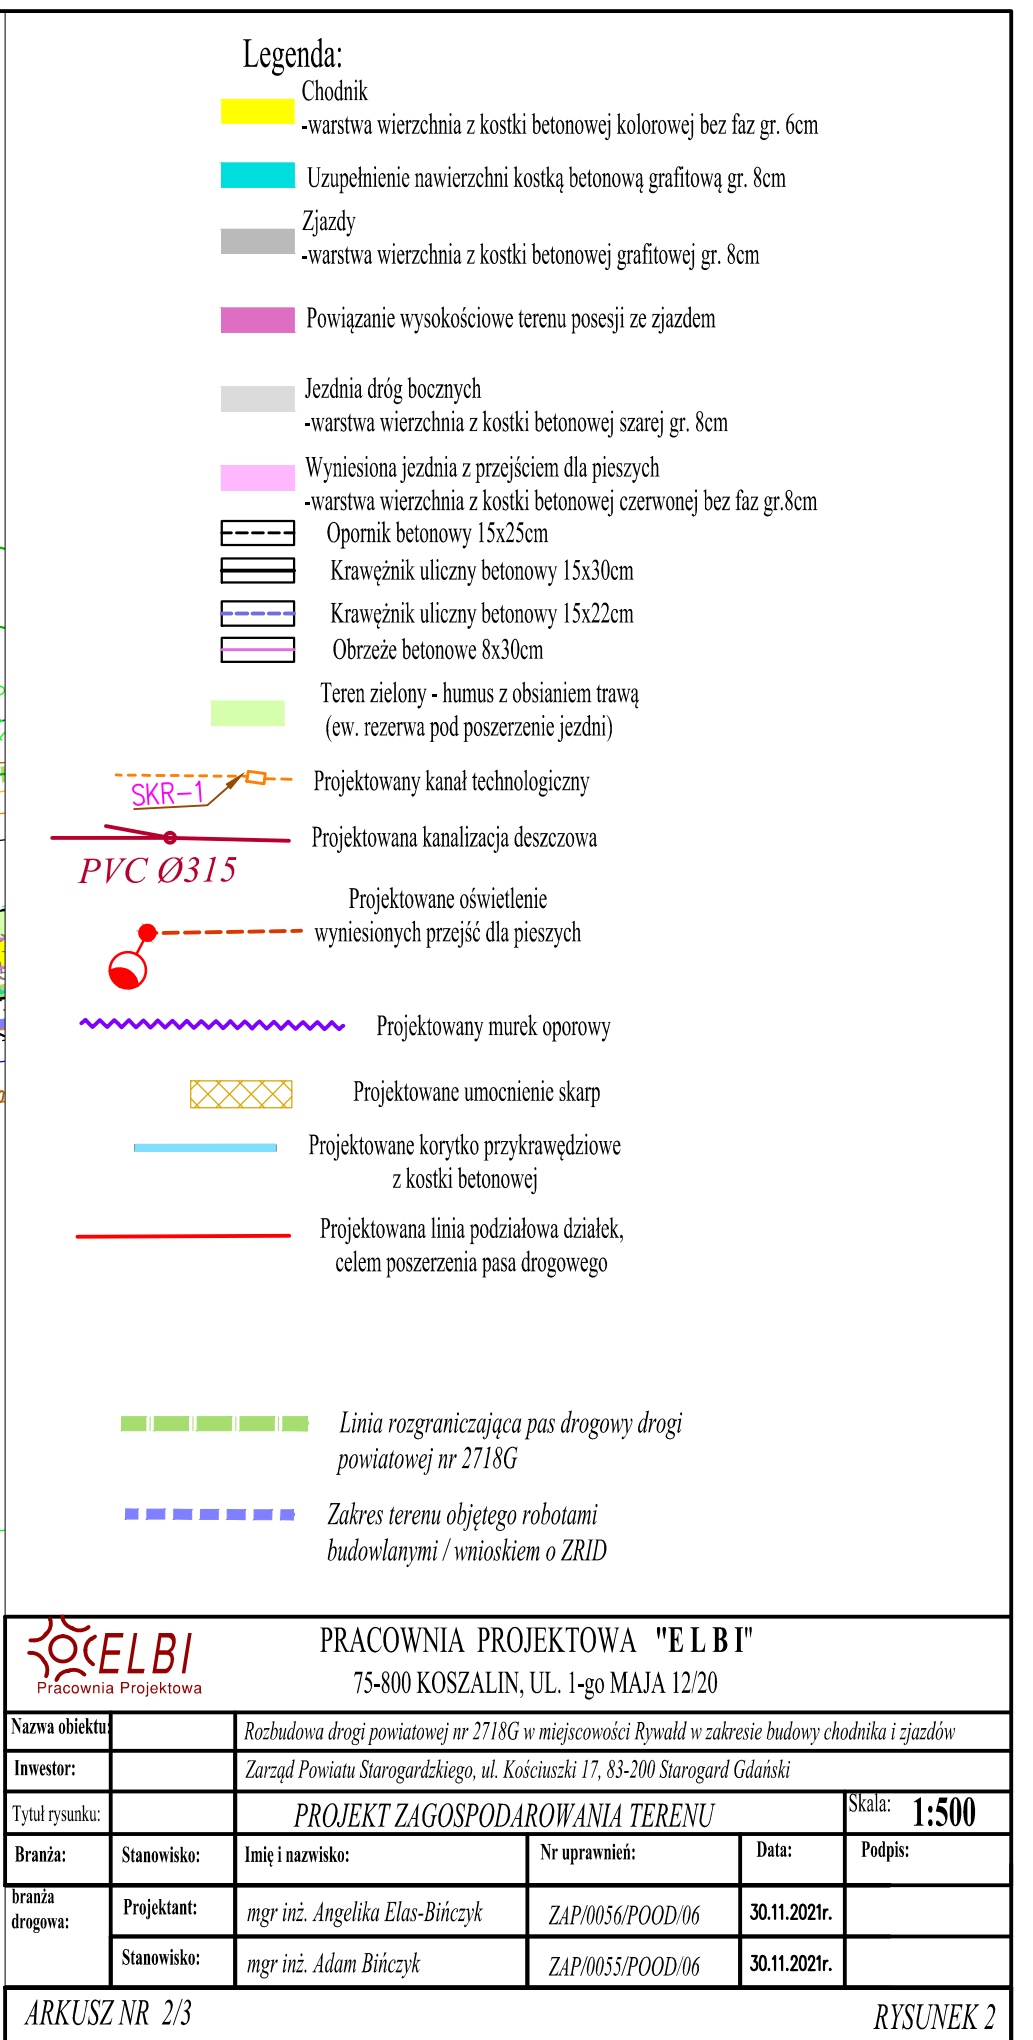 Legenda:
Chodnik
-warstwa wierzchnia z kostki betonowej kolorowej bez faz gr. 6cm
Uzupełnienie nawierzchni kostką betonową grafitową gr. 8cm
Zjazdy
-warstwa wierzchnia z kostki betonowej grafitowej gr. 8cm
Powiązanie wysokościowe terenu posesji ze zjazdem
Jezdnia dróg bocznych
-warstwa wierzchnia z kostki betonowej szarej gr. 8cm
Wyniesiona jezdnia z przejściem dla pieszych
-warstwa wierzchnia z kostki betonowej czerwonej bez faz gr.8cm
Opornik betonowy 15x25cm
Krawężnik uliczny betonowy 15x30cm
Krawężnik uliczny betonowy 15x22cm
Obrzeże betonowe 8x30cm
Teren zielony - humus z obsianiem trawą
(ew. rezerwa pod poszerzenie jezdni)
Projektowany kanał technologiczny
SKR-1
Projektowana kanalizacja deszczowa
PVC Ø315
Projektowane oświetlenie
wyniesionych przejść dla pieszych
Projektowany murek oporowy
Projektowane umocnienie skarp
Projektowane korytko przykrawędziowe
z kostki betonowej
Projektowana linia podziałowa działek,
celem poszerzenia pasa drogowego
Linia rozgraniczająca pas drogowy drogi
powiatowej nr 2718G
Zakres terenu objętego robotami
budowlanymi / wnioskiem o ZRID
ELBI
Pracownia Projektowa
PRACOWNIA PROJEKTOWA "E L B I"
75-800 KOSZALIN, UL. 1-go MAJA 12/20
Nazwa obiektu: Rozbudowa drogi powiatowej nr 2718G w miejscowości Rywałd w zakresie budowy chodnika i zjazdów
Inwestor: Zarząd Powiatu Starogardzkiego, ul. Kościuszki 17, 83-200 Starogard Gdański
Tytuł rysunku: PROJEKT ZAGOSPODAROWANIA TERENU Skala: 1:500
Branża: Stanowisko: Imię i nazwisko: Nr uprawnień: Data: Podpis:
branża
drogowa:
Projektant: mgr inż. Angelika Elas-Bińczyk ZAP/0056/POOD/06 30.11.2021r.
Stanowisko: mgr inż. Adam Bińczyk ZAP/0055/POOD/06 30.11.2021r.
ARKUSZ NR 2/3 RYSUNEK 2